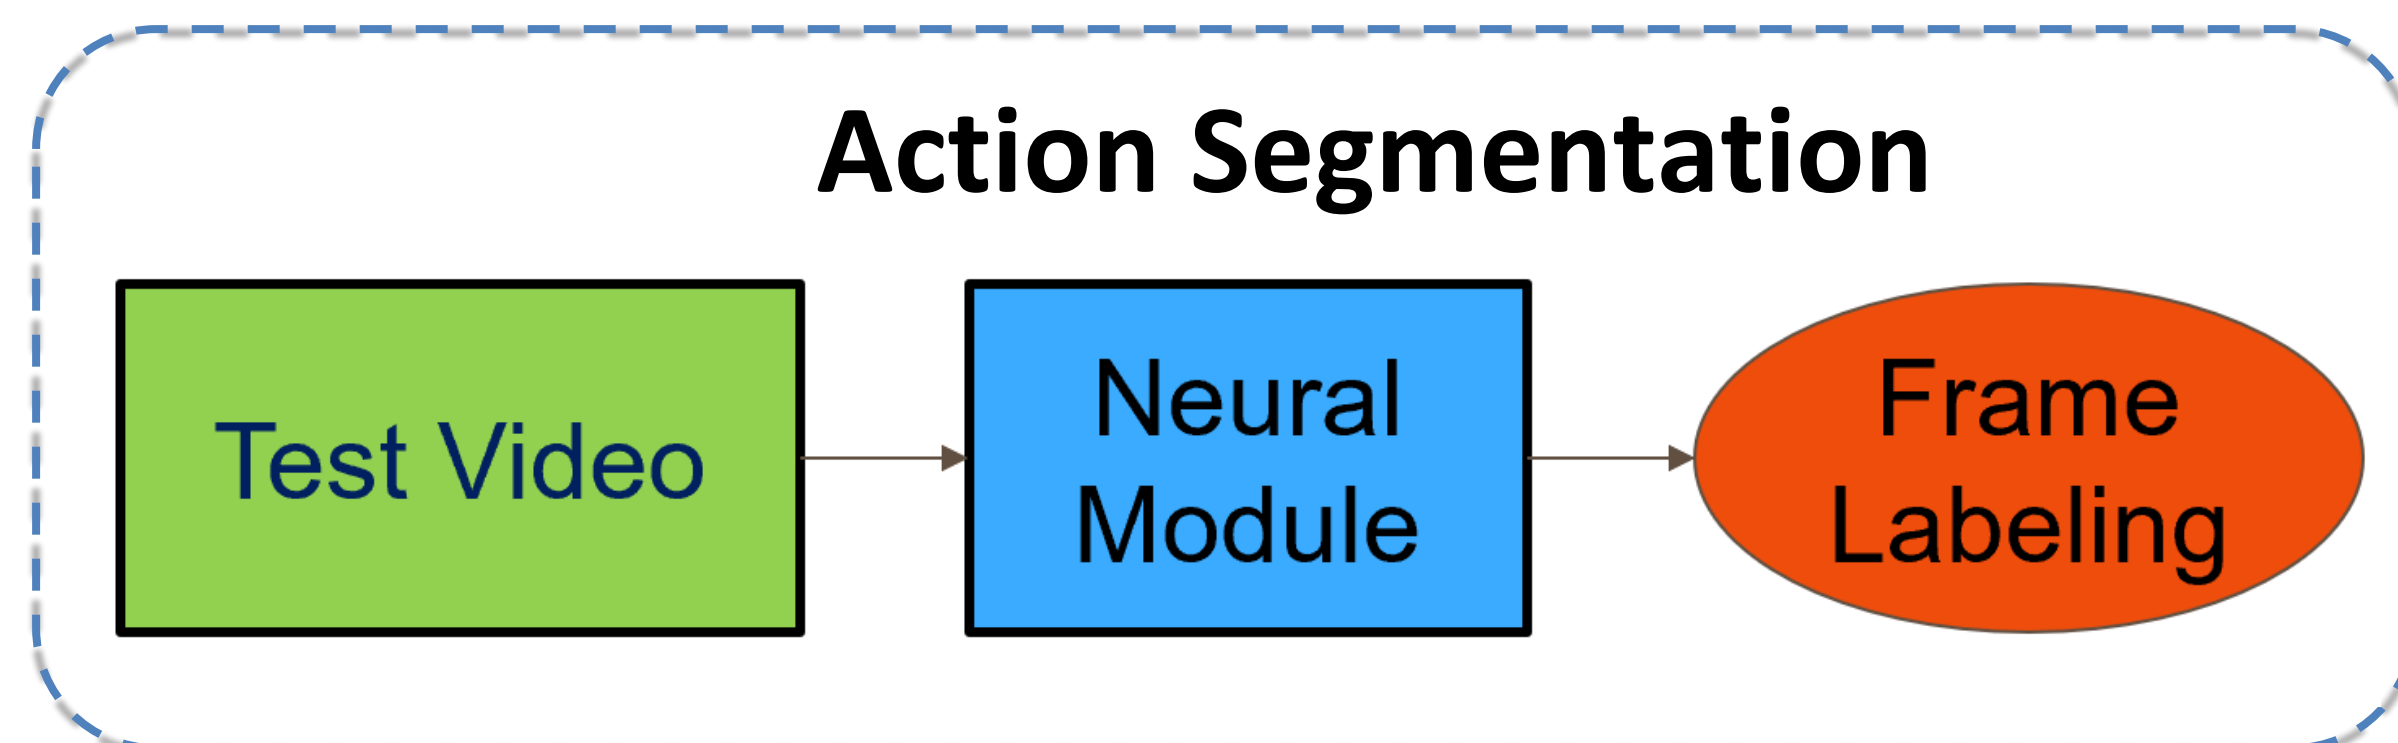 Action Segmentation
Test Video
Neural
Module
Frame
Labeling